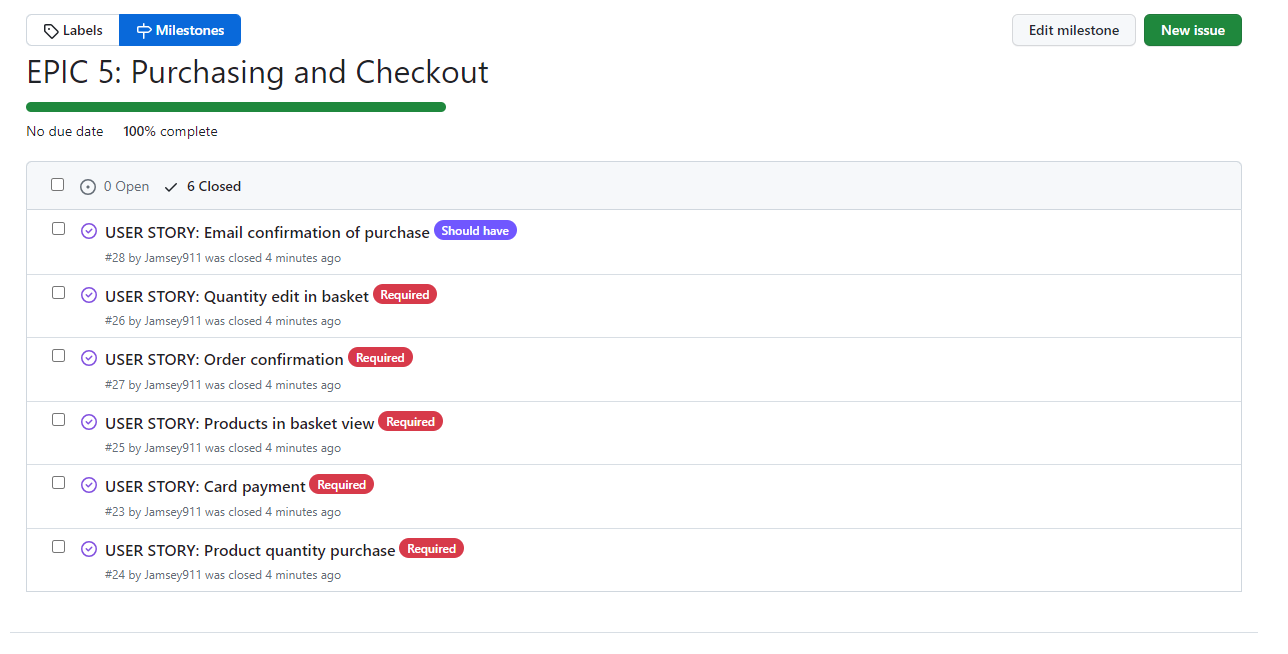 Labels Milestones Edit milestone New issue
EPIC 5: Purchasing and Checkout
No due date 100% complete
0 Open 6 Closed
USER STORY: Email confirmation of purchase Should have
#28 by Jamsey911 was closed 4 minutes ago
USER STORY: Quantity edit in basket Required
#26 by Jamsey911 was closed 4 minutes ago
USER STORY: Order confirmation Required
#27 by Jamsey911 was closed 4 minutes ago
USER STORY: Products in basket view Required
#25 by Jamsey911 was closed 4 minutes ago
USER STORY: Card payment Required
#23 by Jamsey911 was closed 4 minutes ago
USER STORY: Product quantity purchase Required
#24 by Jamsey911 was closed 4 minutes ago